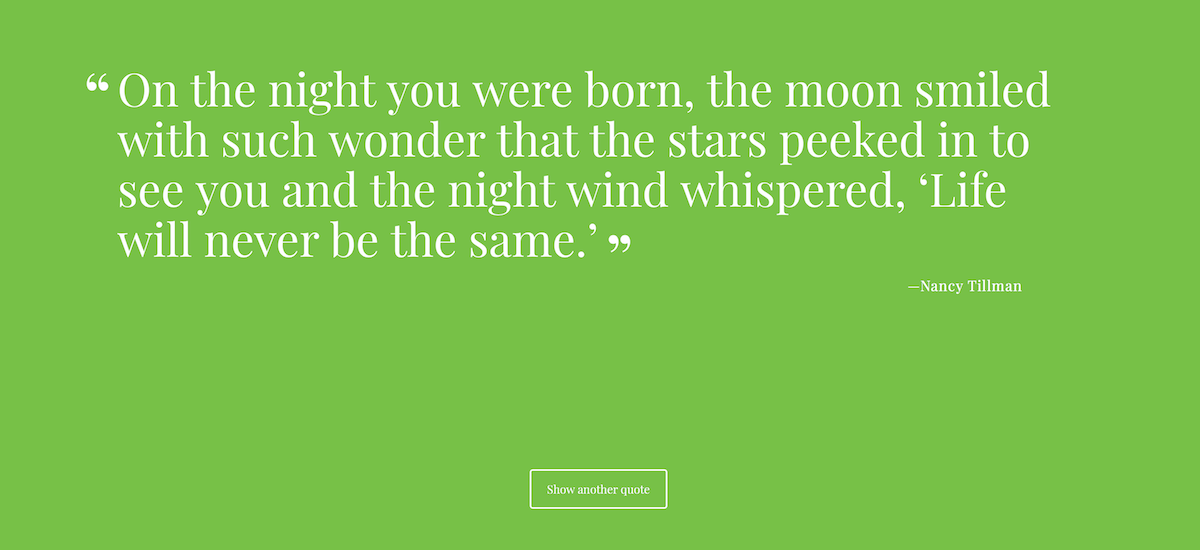 “ On the night you were born, the moon smiled
with such wonder that the stars peeked in to
see you and the night wind whispered, ‘Life
will never be the same.’ ”
—Nancy Tillman
Show another quote